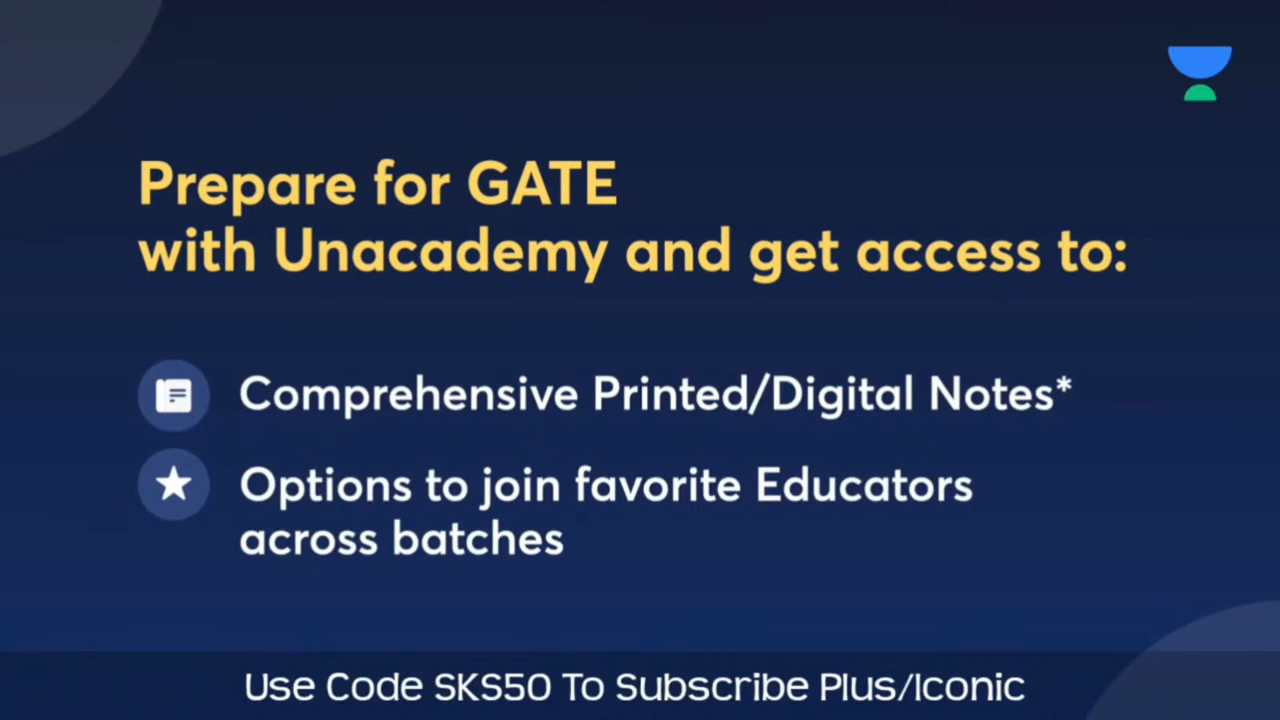 Prepare for GATE
with Unacademy and get access to:
Comprehensive Printed/Digital Notes*
Options to join favorite Educators
across batches
Use Code SKS50 To Subscribe Plus/Iconic